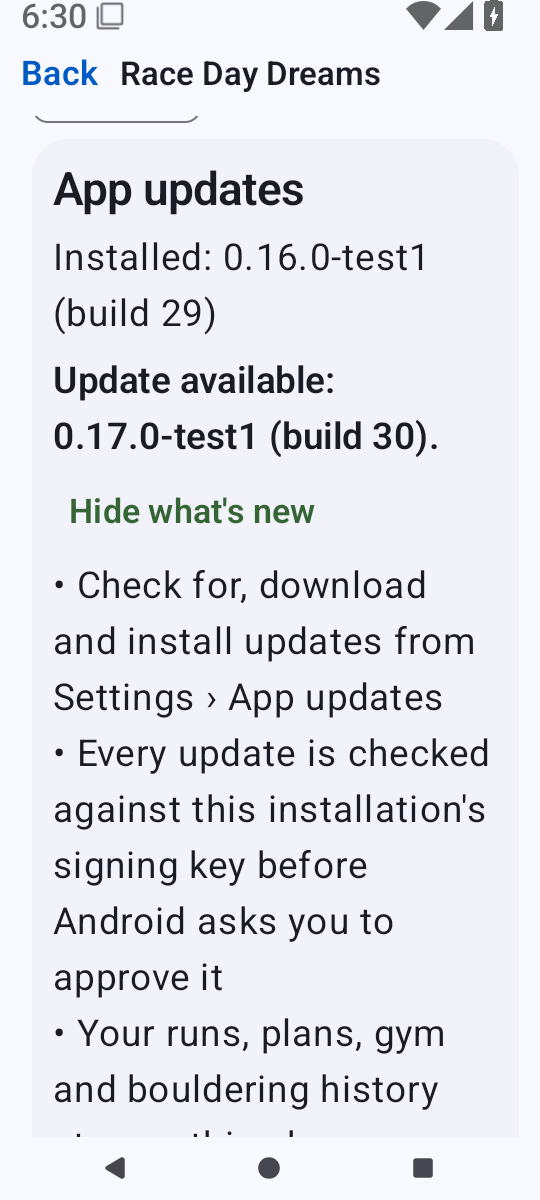 6:30
Back Race Day Dreams
App updates
Installed: 0.16.0-test1
(build 29)
Update available:
0.17.0-test1 (build 30).
Hide what's new
• Check for, download
and install updates from
Settings › App updates
• Every update is checked
against this installation's
signing key before
Android asks you to
approve it
• Your runs, plans, gym
and bouldering history